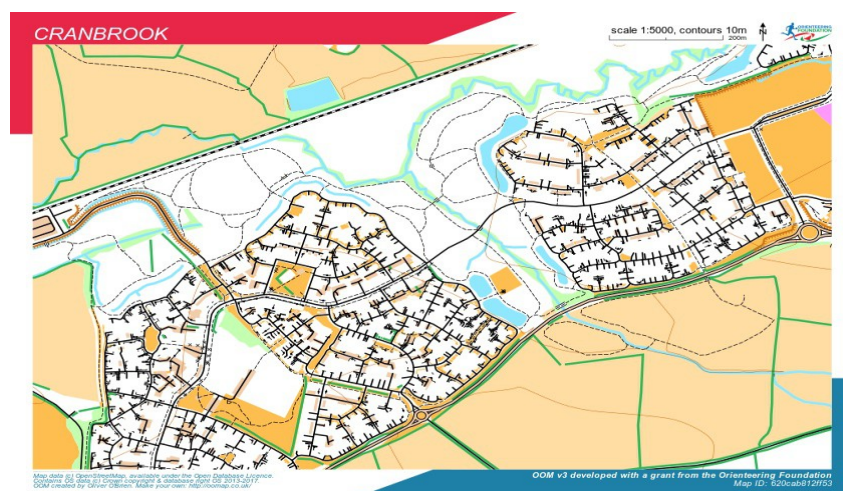 CRANBROOK
scale 1:5000, contours 10m
200m
N
ORIENTEERING
FOUNDATION
Map data (c) OpenStreetMap, available under the Open Database Licence.
Contains OS data (c) Crown copyright & database right OS 2013-2017.
OOM created by Oliver O'Brien. Make your own: http://oomap.co.uk/
OOM v3 developed with a grant from the Orienteering Foundation
Map ID: 620cab812ff53